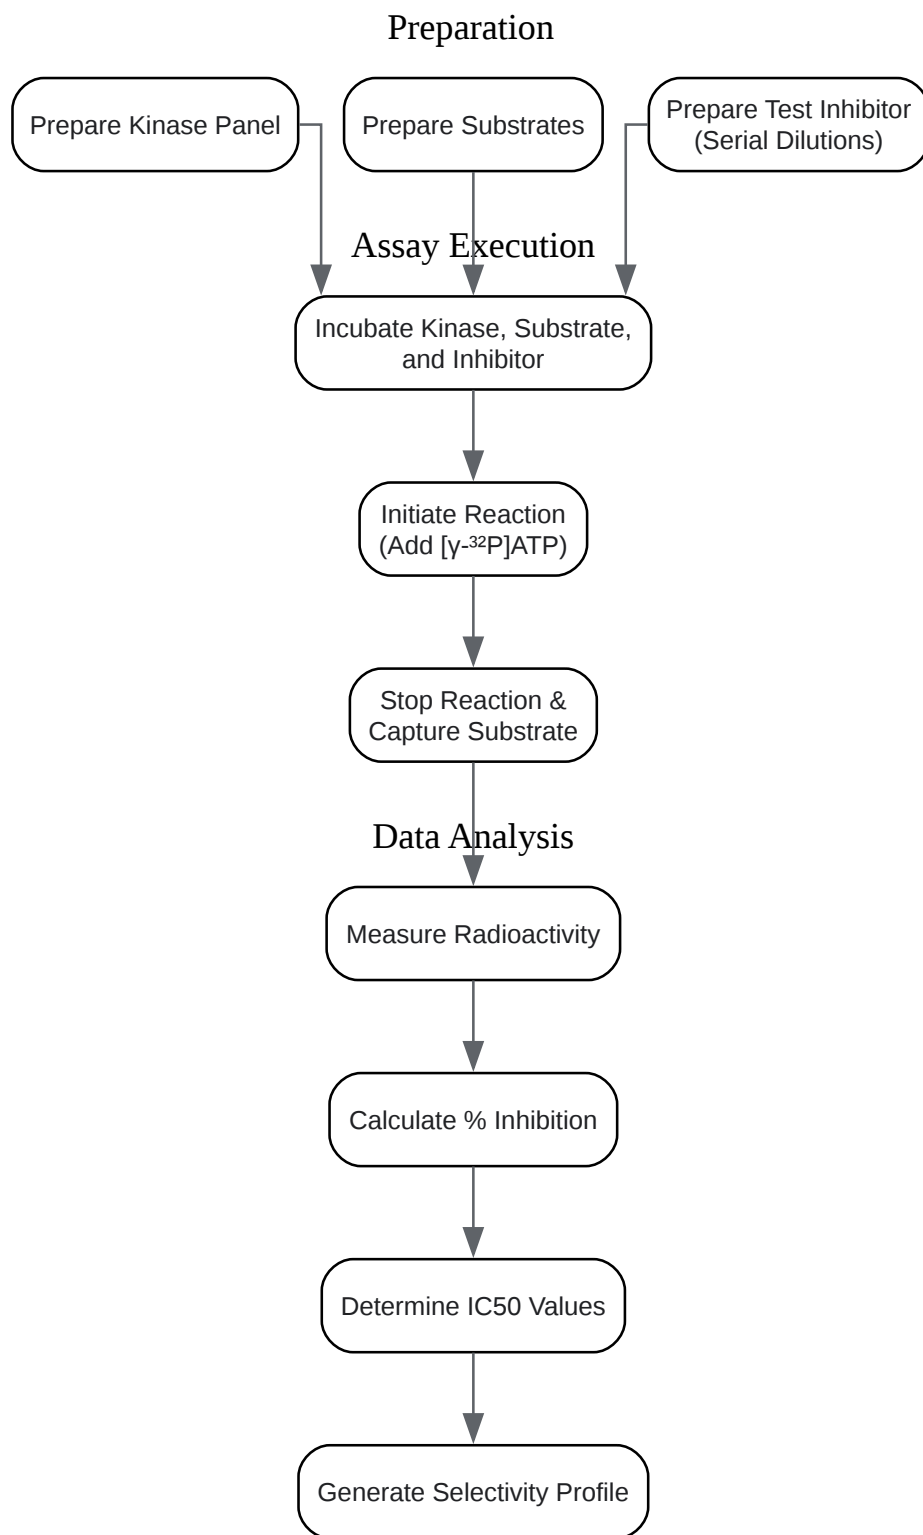 Preparation
Prepare Kinase Panel
Prepare Substrates
Prepare Test Inhibitor
(Serial Dilutions)
Assay Execution
Incubate Kinase, Substrate,
and Inhibitor
Initiate Reaction
(Add [γ-³²P]ATP)
Stop Reaction &
Capture Substrate
Data Analysis
Measure Radioactivity
Calculate % Inhibition
Determine IC50 Values
Generate Selectivity Profile